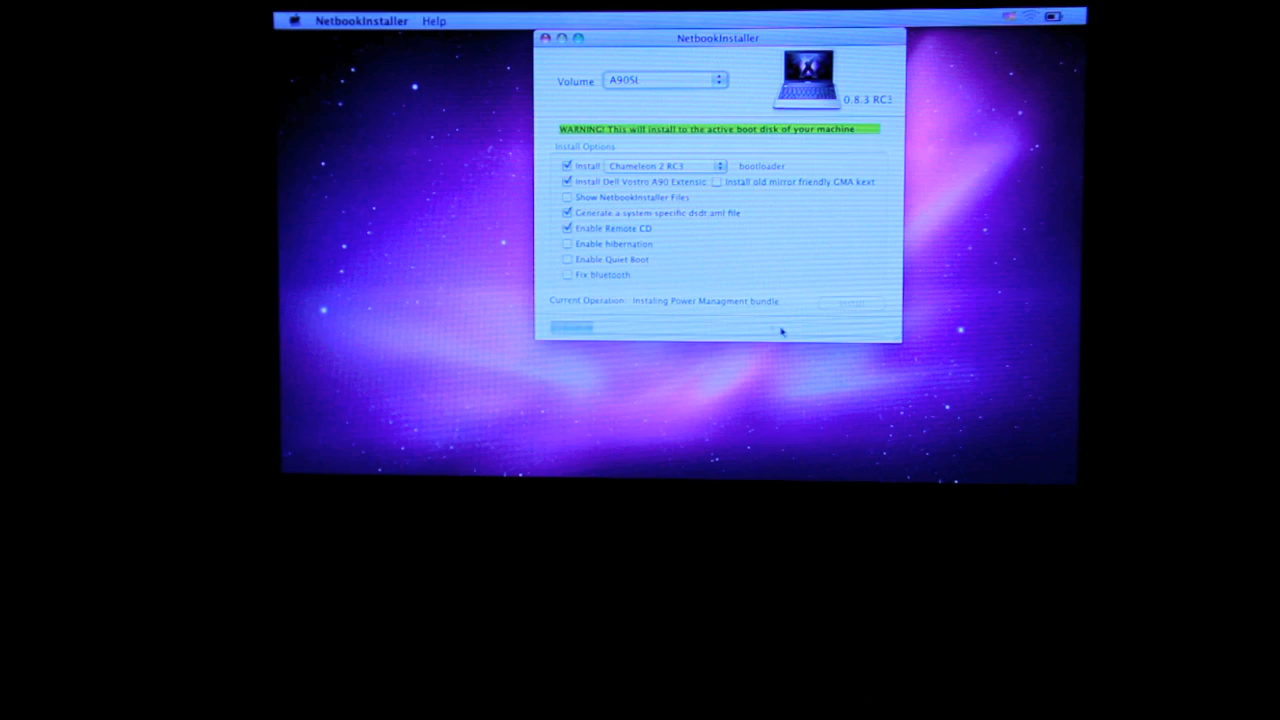 NetbookInstaller Help
NetbookInstaller
Volume A90SL
0.8.3 RC3
WARNING! This will install to the active boot disk of your machine
Install Options
Install Chameleon 2 RC3 bootloader
Install Dell Vostro A90 Extensic Install old mirror friendly GMA kext
Show NetbookInstaller Files
Generate a system specific dsdt.aml file
Enable Remote CD
Enable hibernation
Enable Quiet Boot
Fix bluetooth
Current Operation: Instaling Power Managment bundle